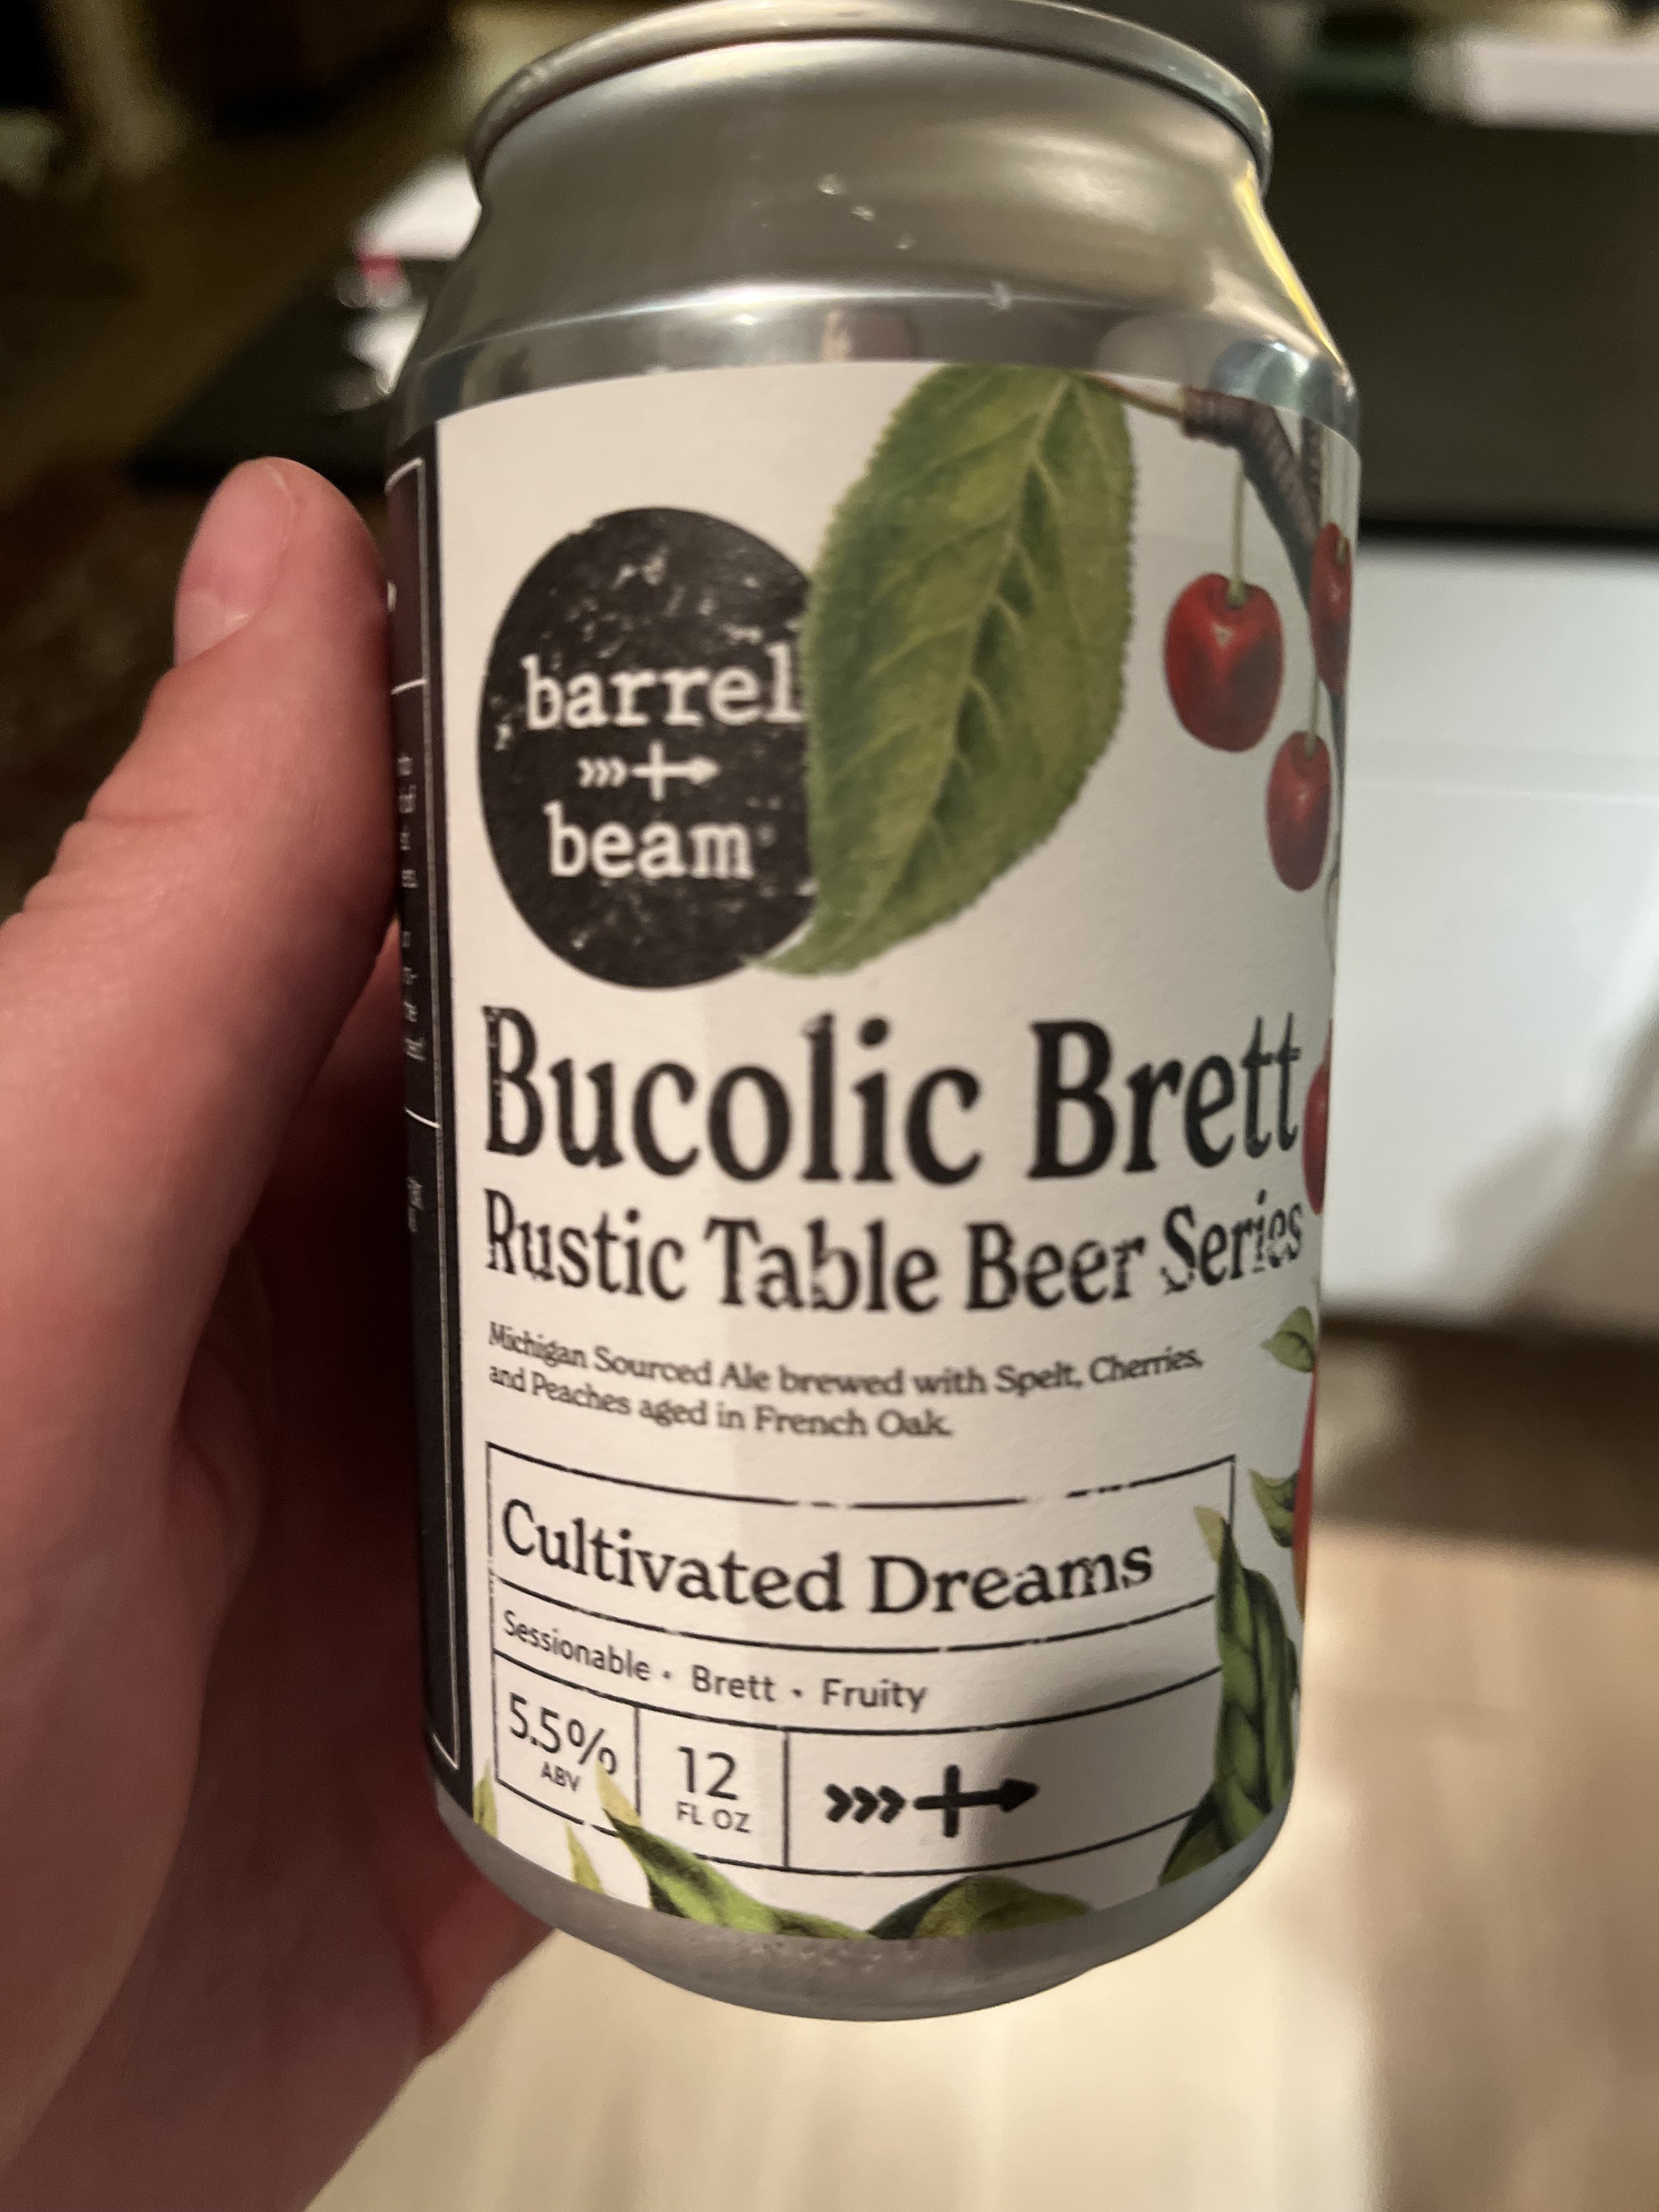 barrel
beam
Bucolic Brett
Rustic Table Beer Series
Michigan Sourced Ale brewed with Spelt, Cherries,
and Peaches aged in French Oak.
Cultivated Dreams
Sessionable • Brett • Fruity
5.5%
ABV
12
FL OZ